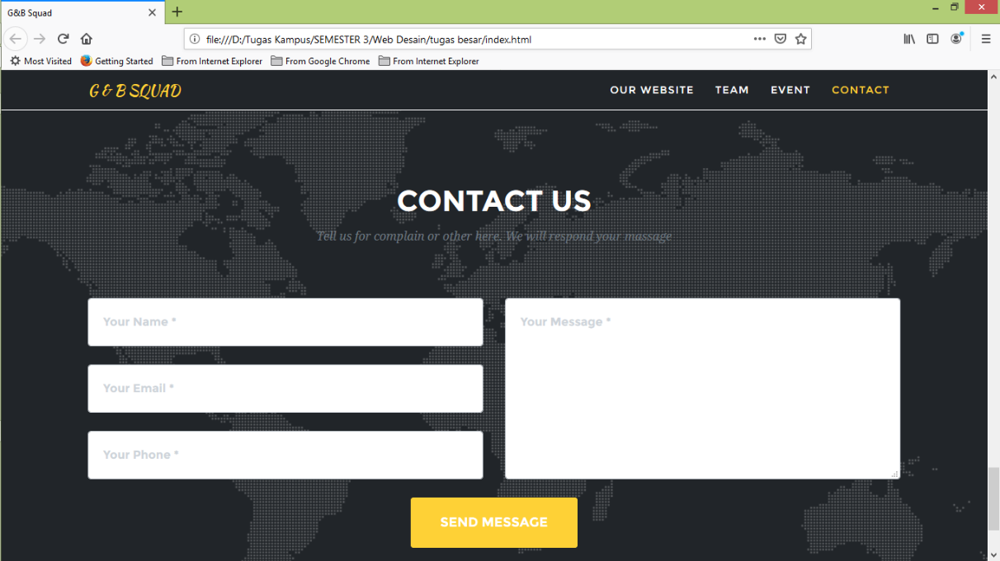 G&B Squad
file:///D:/Tugas Kampus/SEMESTER 3/Web Desain/tugas besar/index.html
Most Visited Getting Started From Internet Explorer From Google Chrome From Internet Explorer
G & B SQUAD OUR WEBSITE TEAM EVENT CONTACT
CONTACT US
Tell us for complain or other here. We will respond your massage
Your Name *
Your Email *
Your Phone *
Your Message *
SEND MESSAGE